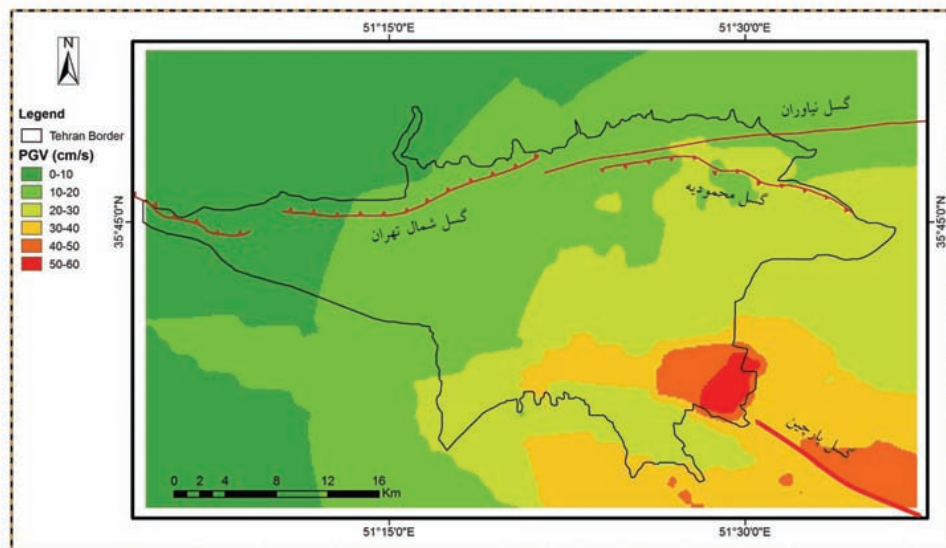 51°15'0"E
51°30'0"E
N
Legend
Tehran Border
PGV (cm/s)
0-10
10-20
20-30
30-40
40-50
50-60
گسل نیاوران
گسل محمودیه
گسل شمال تهران
گسل پارچین
35°45'0"N
35°45'0"N
0 2 4 8 12 16
Km
51°15'0"E
51°30'0"E